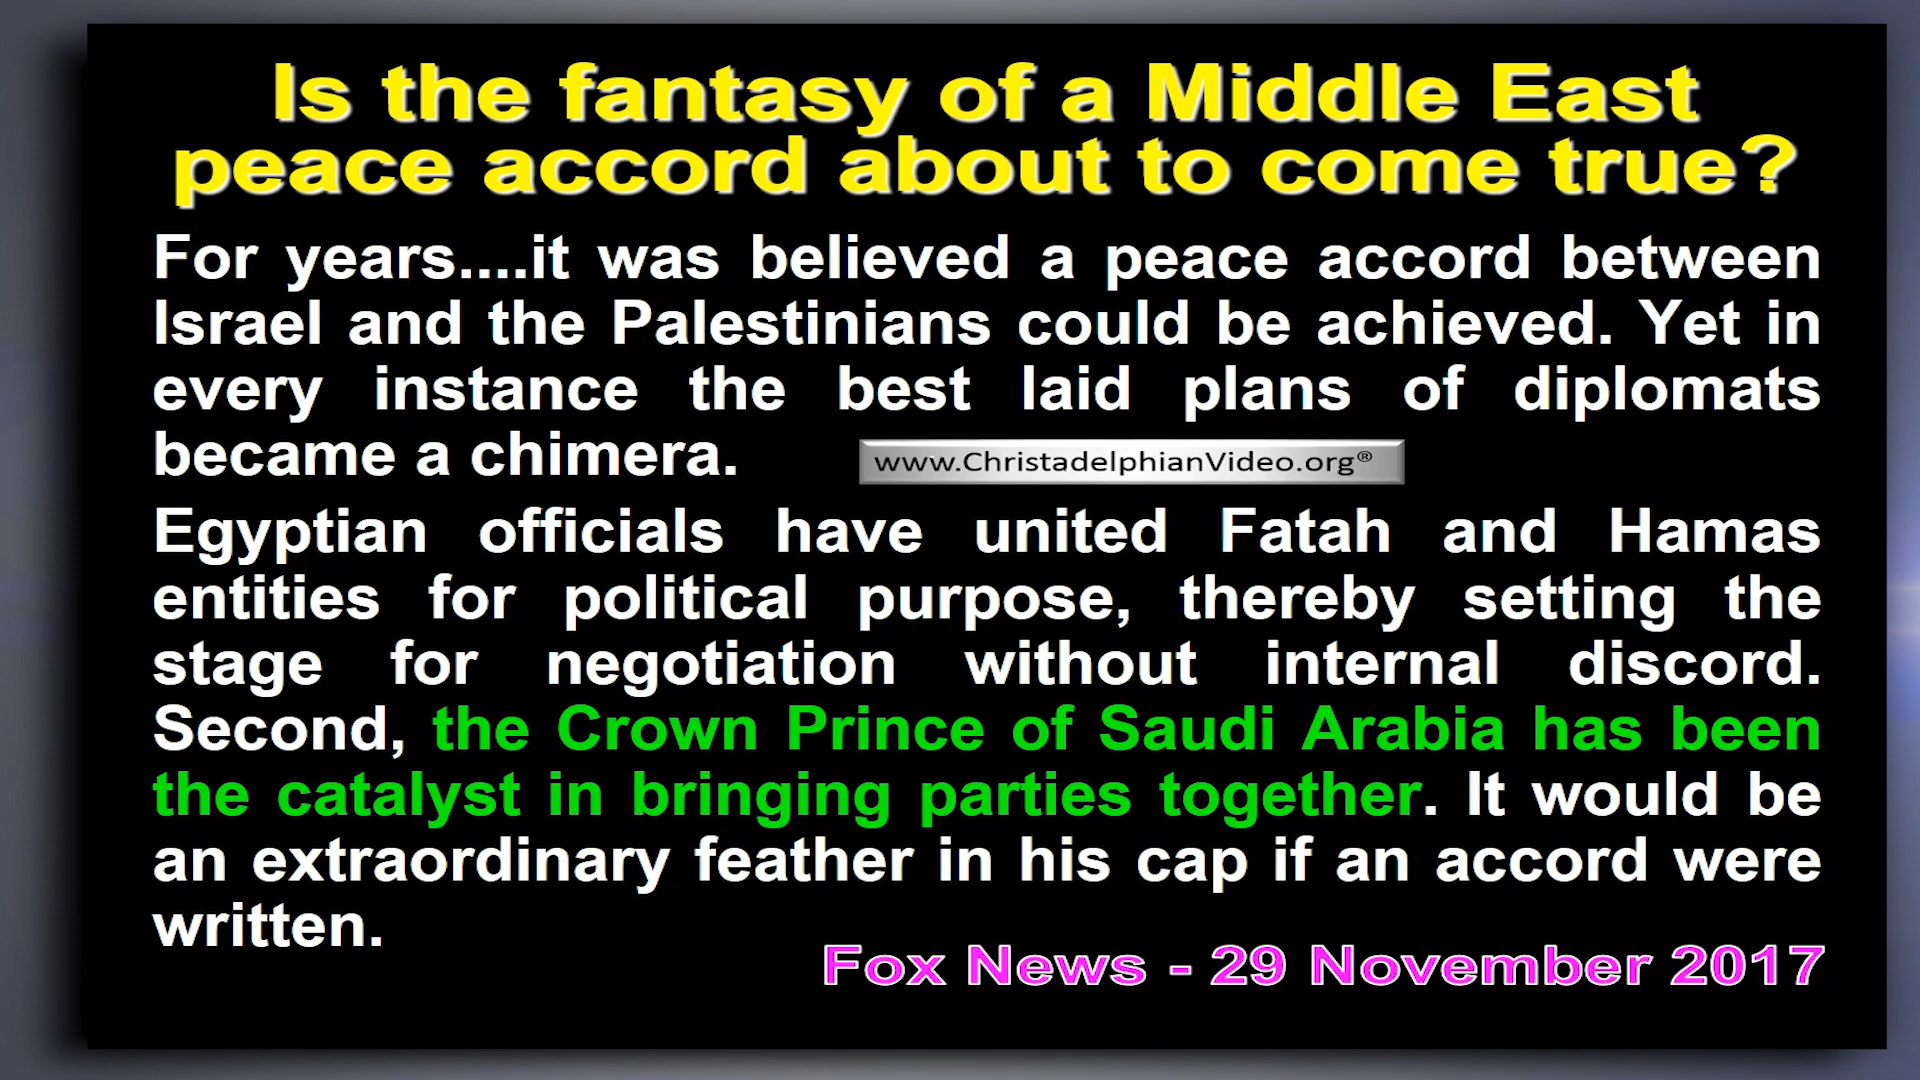 Is the fantasy of a Middle East
peace accord about to come true?
For years....it was believed a peace accord between
Israel and the Palestinians could be achieved. Yet in
every instance the best laid plans of diplomats
became a chimera.
www.ChristadelphianVideo.org®
Egyptian officials have united Fatah and Hamas
entities for political purpose, thereby setting the
stage for negotiation without internal discord.
Second, the Crown Prince of Saudi Arabia has been
the catalyst in bringing parties together. It would be
an extraordinary feather in his cap if an accord were
written.
Fox News - 29 November 2017